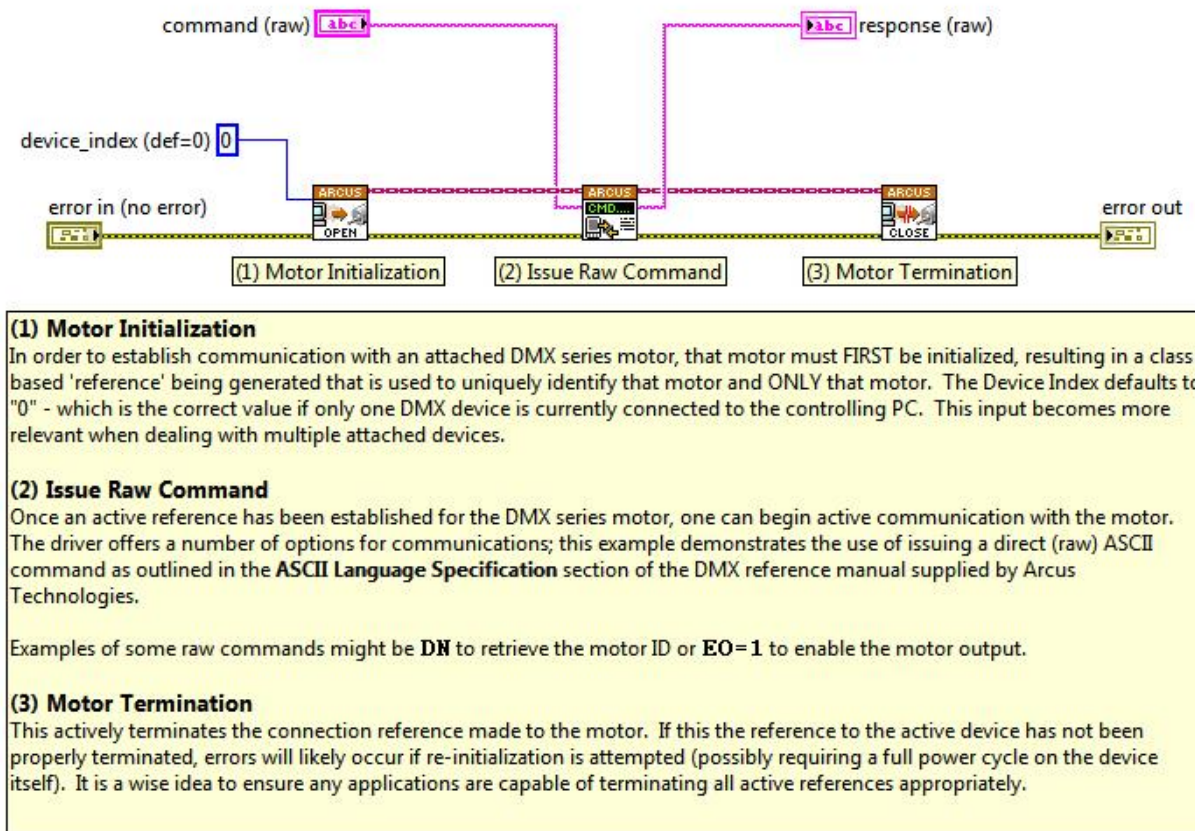 command (raw) abc abc response (raw)
device_index (def=0) 0
ARCUS ARCUS ARCUS
error in (no error) CMD.... error out
OPEN CLOSE
(1) Motor Initialization (2) Issue Raw Command (3) Motor Termination
(1) Motor Initialization
In order to establish communication with an attached DMX series motor, that motor must FIRST be initialized, resulting in a class
based 'reference' being generated that is used to uniquely identify that motor and ONLY that motor. The Device Index defaults to
"0" - which is the correct value if only one DMX device is currently connected to the controlling PC. This input becomes more
relevant when dealing with multiple attached devices.
(2) Issue Raw Command
Once an active reference has been established for the DMX series motor, one can begin active communication with the motor.
The driver offers a number of options for communications; this example demonstrates the use of issuing a direct (raw) ASCII
command as outlined in the ASCII Language Specification section of the DMX reference manual supplied by Arcus
Technologies.
Examples of some raw commands might be DN to retrieve the motor ID or EO=1 to enable the motor output.
(3) Motor Termination
This actively terminates the connection reference made to the motor. If this the reference to the active device has not been
properly terminated, errors will likely occur if re-initialization is attempted (possibly requiring a full power cycle on the device
itself). It is a wise idea to ensure any applications are capable of terminating all active references appropriately.